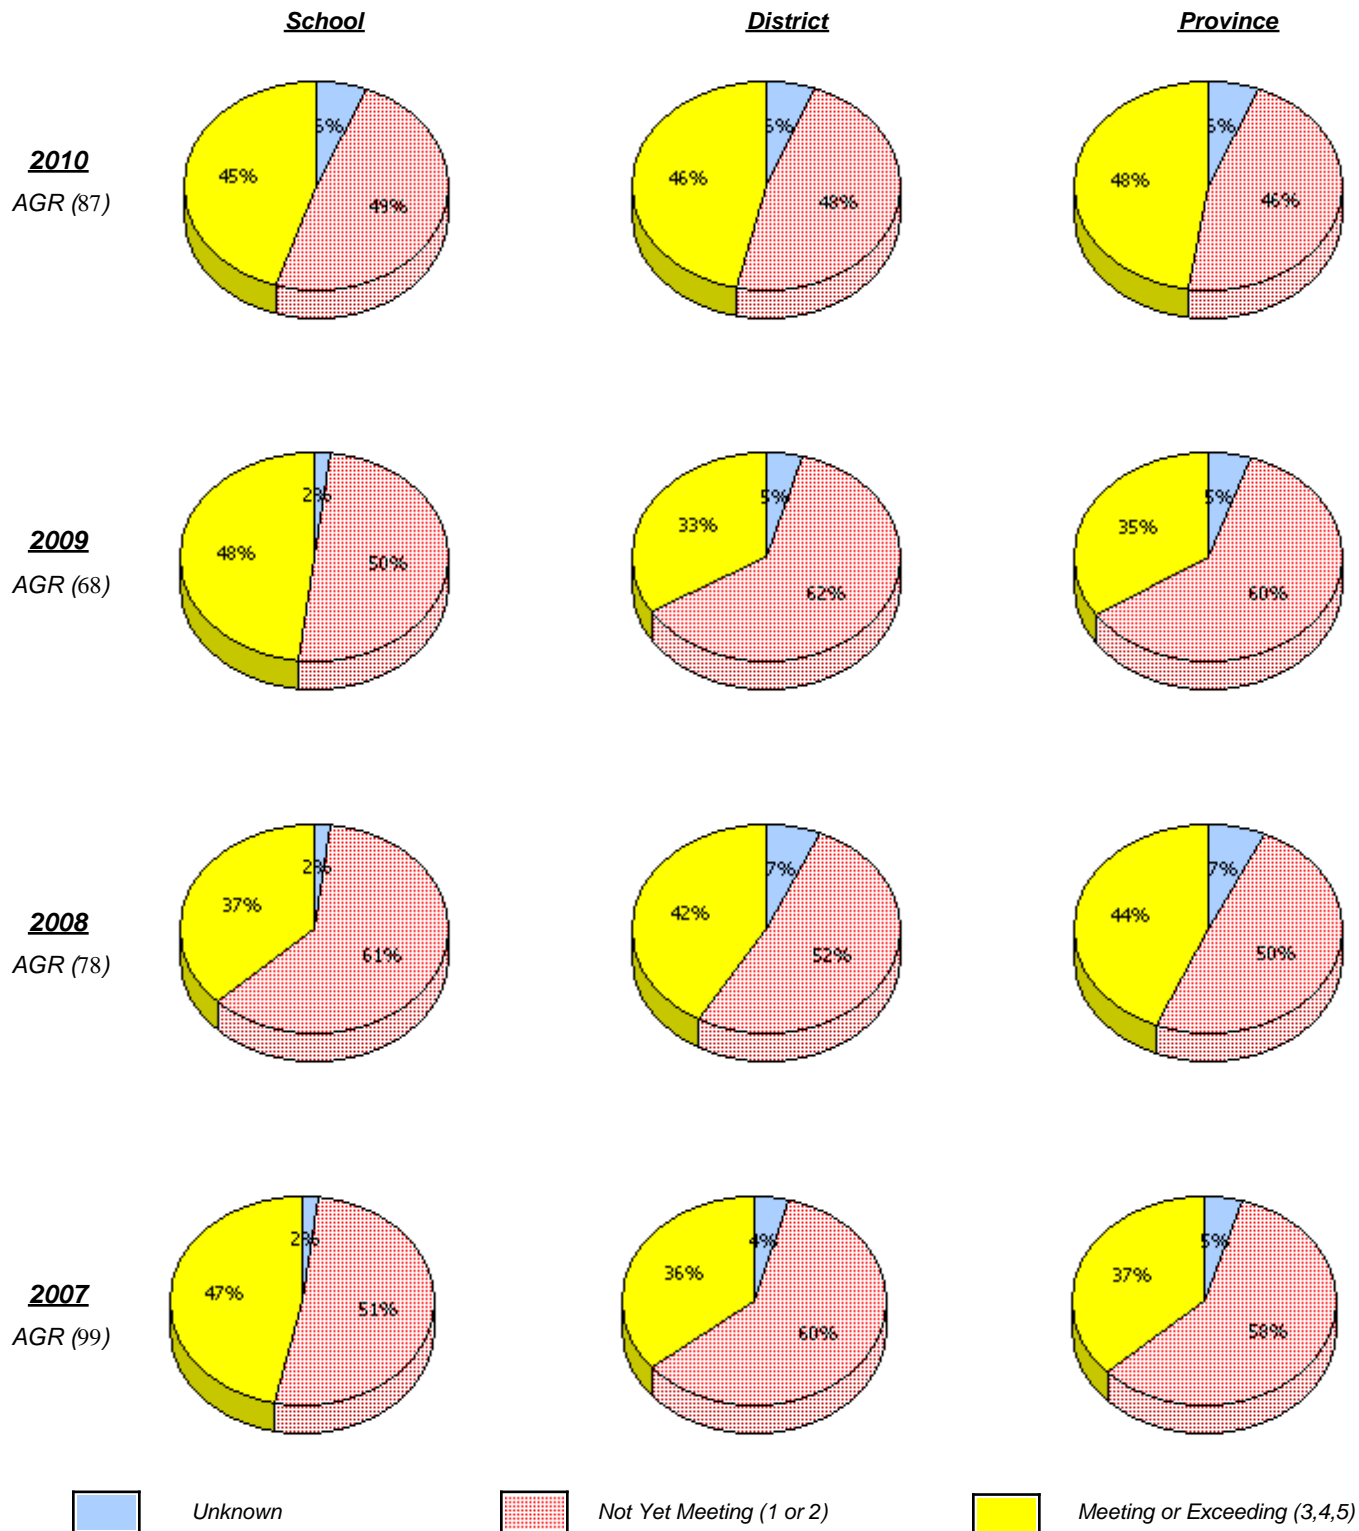 School District Province
6% 6% 6%
2010 45% 46% 48%
AGR (87) 49% 48% 46%
2% 5% 5%
2009 48% 33% 35%
AGR (68) 50% 62% 60%
2% 7% 7%
2008 37% 42% 44%
AGR (78) 61% 52% 50%
2% 4% 5%
2007 47% 36% 37%
AGR (99) 51% 60% 58%
Unknown Not Yet Meeting (1 or 2) Meeting or Exceeding (3,4,5)